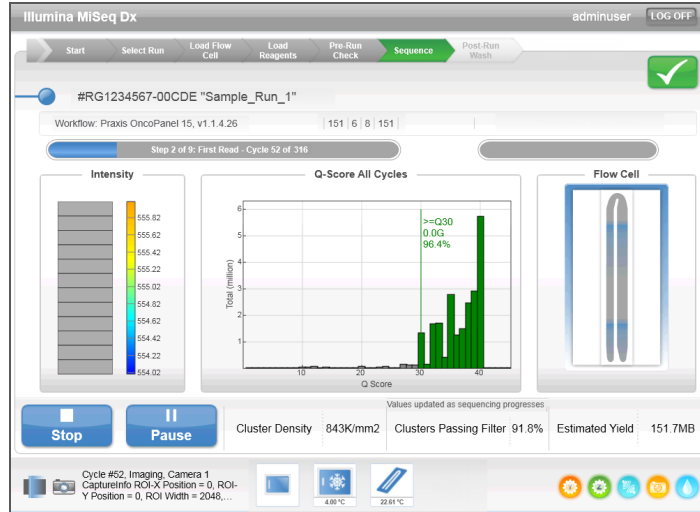 Illumina MiSeq Dx
adminuser
LOG OFF
Start
Select Run
Load Flow
Cell
Load
Reagents
Pre-Run
Check
Sequence
Post-Run
Wash
#RG1234567-00CDE "Sample_Run_1"
Workflow: Praxis OncoPanel 15, v1.1.4.26
151 | 6 | 8 | 151
Step 2 of 9: First Read - Cycle 52 of 316
Intensity
555.82
555.62
555.42
555.22
555.02
554.82
554.62
554.42
554.22
554.02
Q-Score All Cycles
Total (million)
6
5
4
3
2
1
>=Q30
0.0G
96.4%
10
20
30
40
Q Score
Flow Cell
Values updated as sequencing progresses
Stop
Pause
Cluster Density
843K/mm2
Clusters Passing Filter
91.8%
Estimated Yield
151.7MB
Cycle #52, Imaging, Camera 1
CaptureInfo ROI-X Position = 0, ROI-
Y Position = 0, ROI Width = 2048,...
4.00 °C
22.61 °C